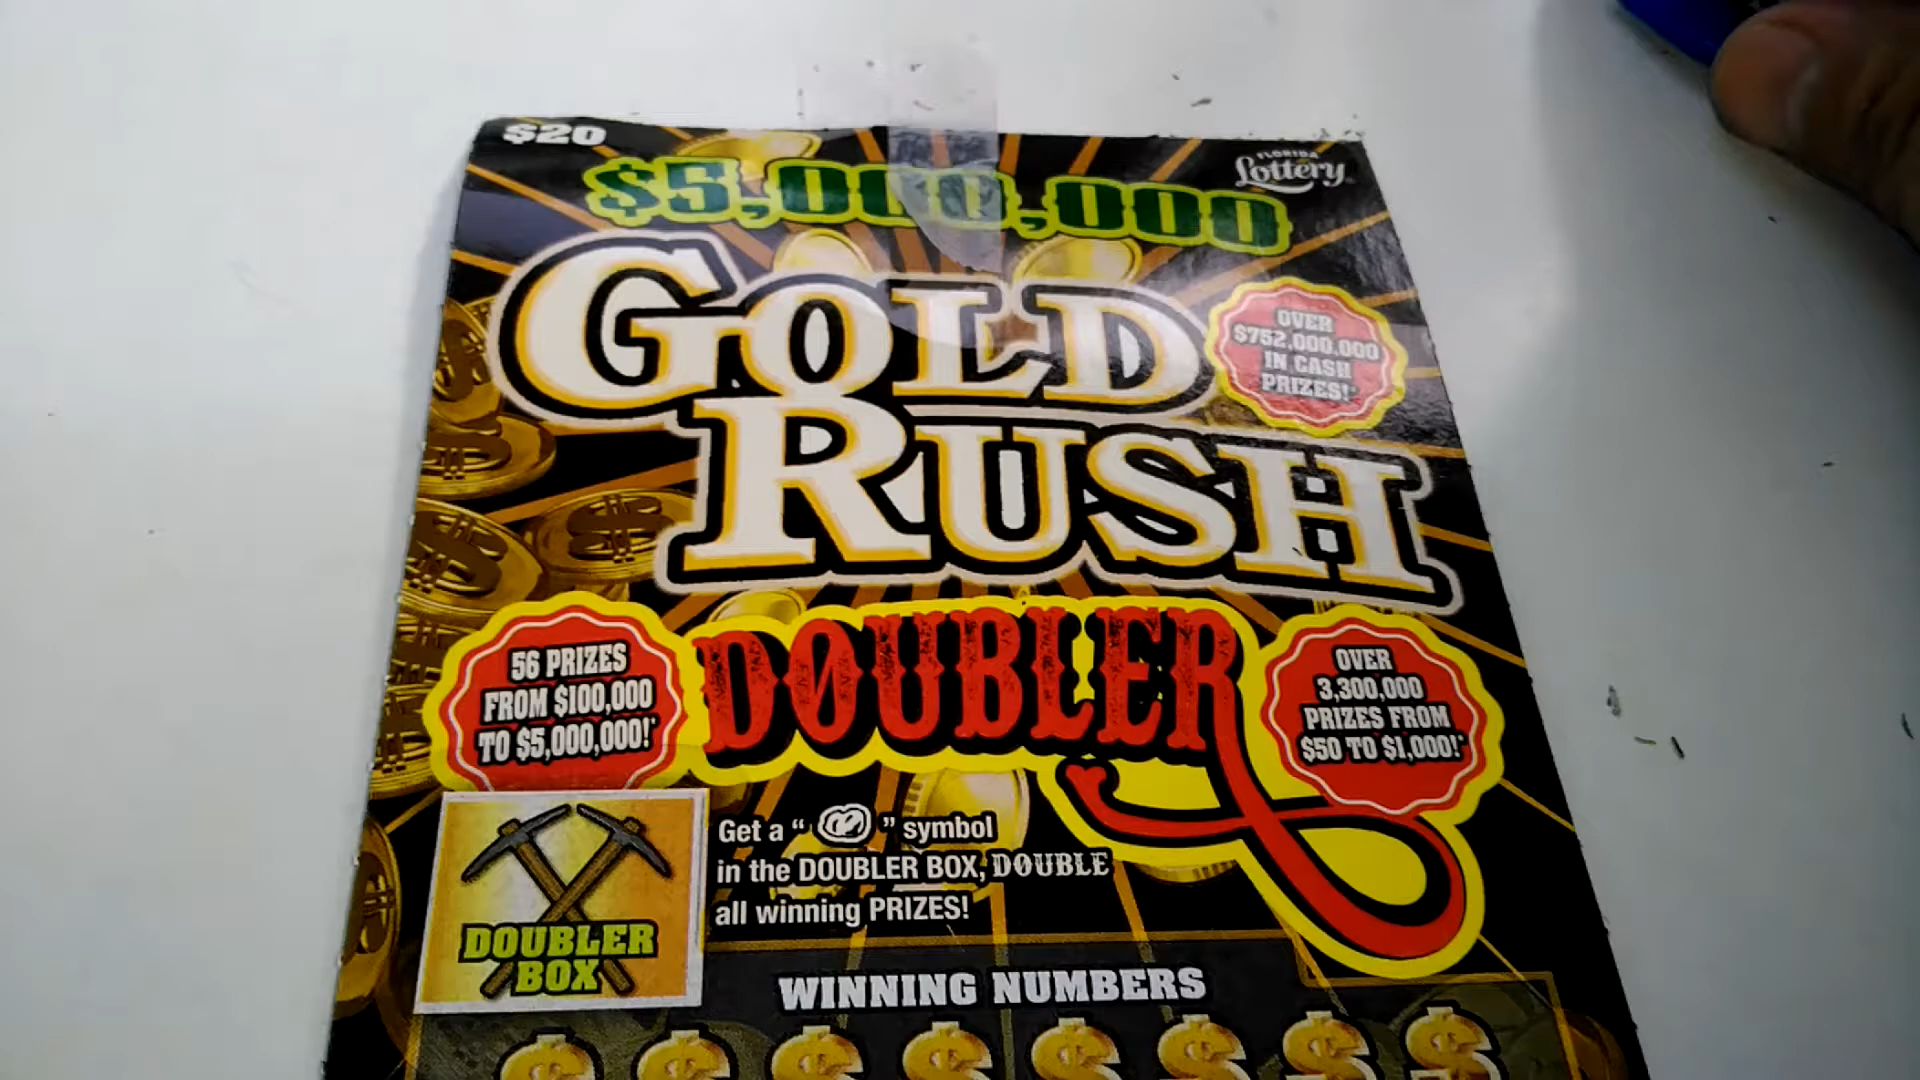 $20
FLORIDA
Lottery
$5,000,000
GOLD
RUSH
DOUBLER
OVER
$752,000,000
IN CASH
PRIZES!*
56 PRIZES
FROM $100,000
TO $5,000,000!*
OVER
3,300,000
PRIZES FROM
$50 TO $1,000!*
DOUBLER
BOX
Get a “ ” symbol
in the DOUBLER BOX, DOUBLE
all winning PRIZES!
WINNING NUMBERS
$ $ $ $ $ $ $ $